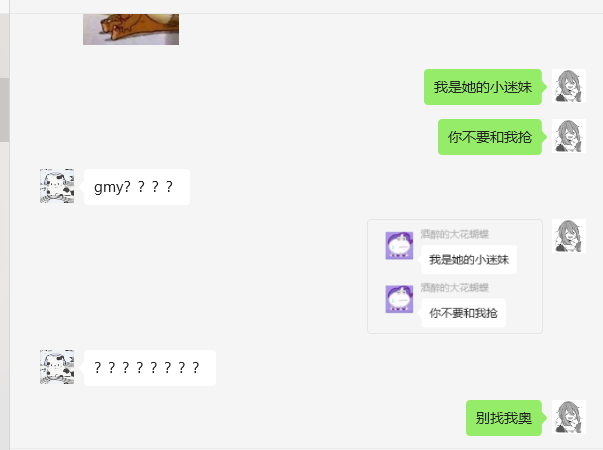 我是她的小迷妹
你不要和我抢
gmy？？？？
酒醉的大花蝴蝶
我是她的小迷妹
酒醉的大花蝴蝶
你不要和我抢
？？？？？？？？
别找我奥